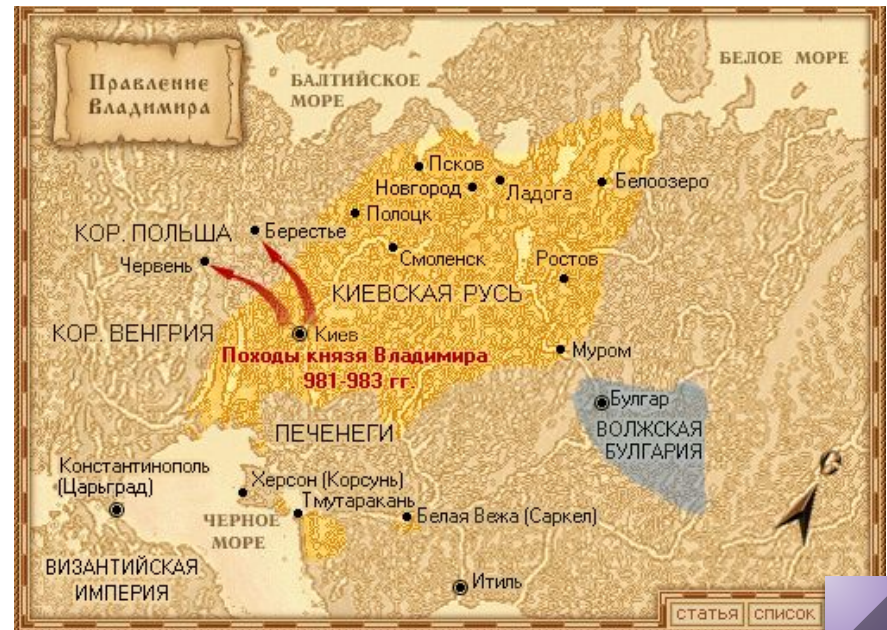 Правление
Владимира
БАЛТИЙСКОЕ
МОРЕ
БЕЛОЕ МОРЕ
Псков
Новгород
Ладога
Белоозеро
Полоцк
КОР. ПОЛЬША
Берестье
Червень
Смоленск
Ростов
КИЕВСКАЯ РУСЬ
КОР. ВЕНГРИЯ
Киев
Муром
Походы князя Владимира
981-983 гг.
Булгар
ВОЛЖСКАЯ
БУЛГАРИЯ
ПЕЧЕНЕГИ
Константинополь
(Царьград)
Херсон (Корсунь)
Тмутаракань
Белая Вежа (Саркел)
ЧЕРНОЕ
МОРЕ
ВИЗАНТИЙСКАЯ
ИМПЕРИЯ
Итиль
С
статья список